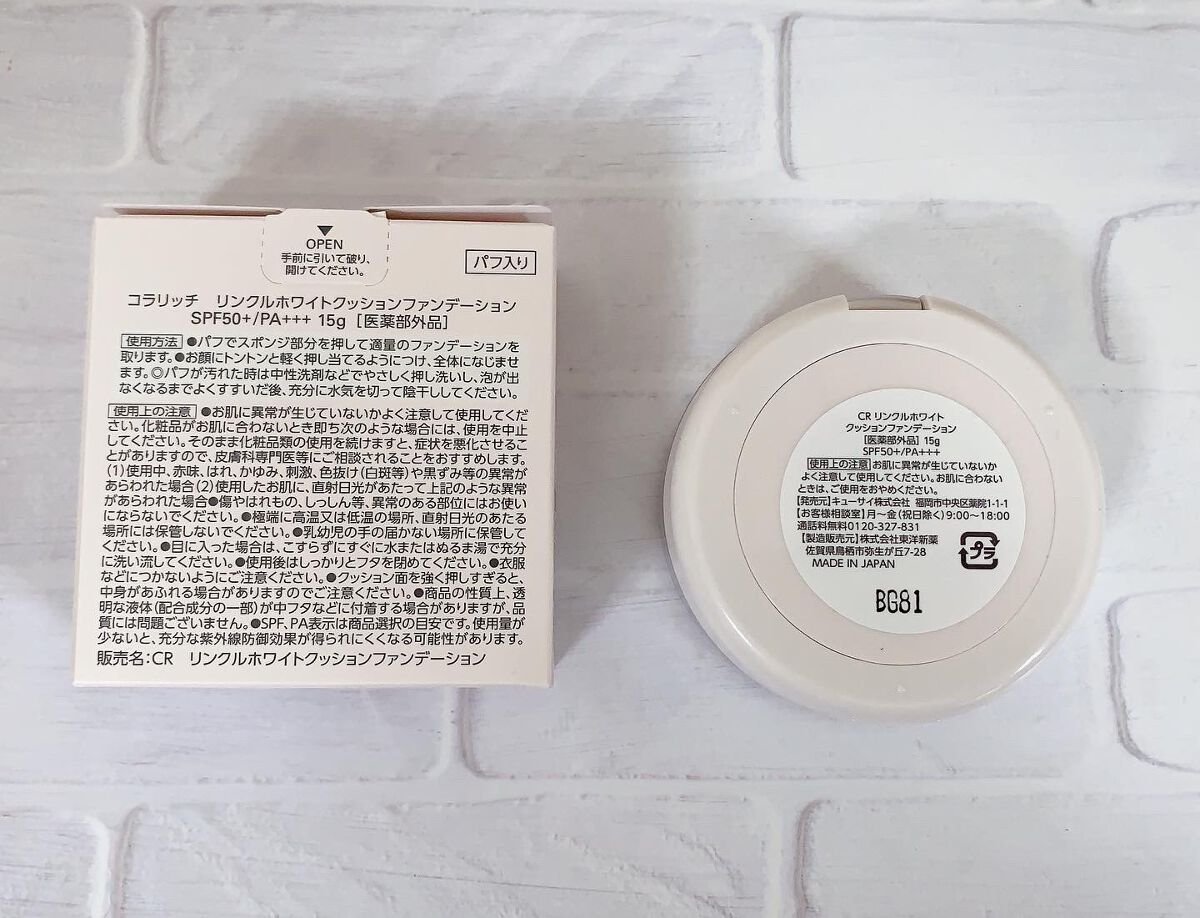 ▼
OPEN
手前に引いて破り、
開けてください。
パフ入り
コラリッチ　リンクルホワイトクッションファンデーション
SPF50+/PA+++ 15g ［医薬部外品］
使用方法 ●パフでスポンジ部分を押して適量のファンデーションを
取ります。●お顔にトントンと軽く押し当てるようにつけ、全体になじませ
ます。◎パフが汚れた時は中性洗剤などでやさしく押し洗いし、泡が出
なくなるまでよくすすいだ後、充分に水気を切って陰干ししてください。
使用上の注意 ●お肌に異常が生じていないかよく注意して使用してくだ
さい。化粧品がお肌に合わないとき即ち次のような場合には、使用を中止
してください。そのまま化粧品類の使用を続けますと、症状を悪化させるこ
とがありますので、皮膚科専門医等にご相談されることをおすすめします。
(1)使用中、赤味、はれ、かゆみ、刺激、色抜け(白斑等)や黒ずみ等の異常が
あらわれた場合(2)使用したお肌に、直射日光があたって上記のような異常
があらわれた場合●傷やはれもの、しっしん等、異常のある部位にはお使い
にならないでください。●極端に高温又は低温の場所、直射日光のあたる
場所には保管しないでください。●乳幼児の手の届かない場所に保管して
ください。●目に入った場合は、こすらずにすぐに水またはぬるま湯で充分
に洗い流してください。●使用後はしっかりとフタを閉めてください。●衣服
などにつかないようにご注意ください。●クッション面を強く押しすぎると、
中身があふれる場合がありますのでご注意ください。●商品の性質上、透
明な液体(配合成分の一部)が中フタなどに付着する場合がありますが、品
質には問題ございません。●SPF、PA表示は商品選択の目安です。使用量が
少ないと、充分な紫外線防御効果が得られにくくなる可能性があります。
販売名：CR　リンクルホワイトクッションファンデーション
CR リンクルホワイト
クッションファンデーション
［医薬部外品］ 15g
SPF50+/PA+++
使用上の注意 お肌に異常が生じていないか
よく注意して使用してください。お肌に合わない
ときは、ご使用をおやめください。
【発売元】キューサイ株式会社 福岡市中央区薬院1-1-1
【お客様相談室】月〜金(祝日除く)9:00〜18:00
通話料無料0120-327-831
【製造販売元】株式会社東洋新薬
佐賀県鳥栖市弥生が丘7-28
MADE IN JAPAN
プラ
BG81